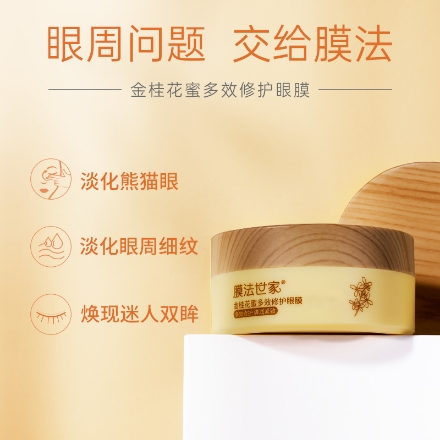 眼周问题 交给膜法
金桂花蜜多效修护眼膜
淡化熊猫眼
淡化眼周细纹
焕现迷人双眸
膜法世家®
金桂花蜜多效修护眼膜